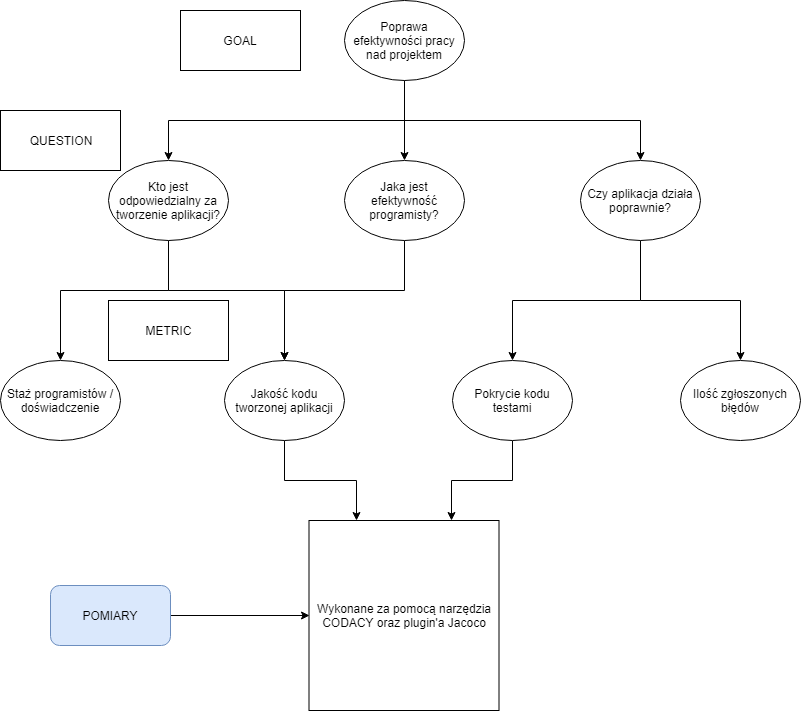 GOAL
Poprawa
efektywności pracy
nad projektem
QUESTION
Kto jest
odpowiedzialny za
tworzenie aplikacji?
Jaka jest
efektywność
programisty?
Czy aplikacja działa
poprawnie?
METRIC
Staż programistów /
doświadczenie
Jakość kodu
tworzonej aplikacji
Pokrycie kodu
testami
Ilość zgłoszonych
błędów
POMIARY
Wykonane za pomocą narzędzia
CODACY oraz plugin'a Jacoco